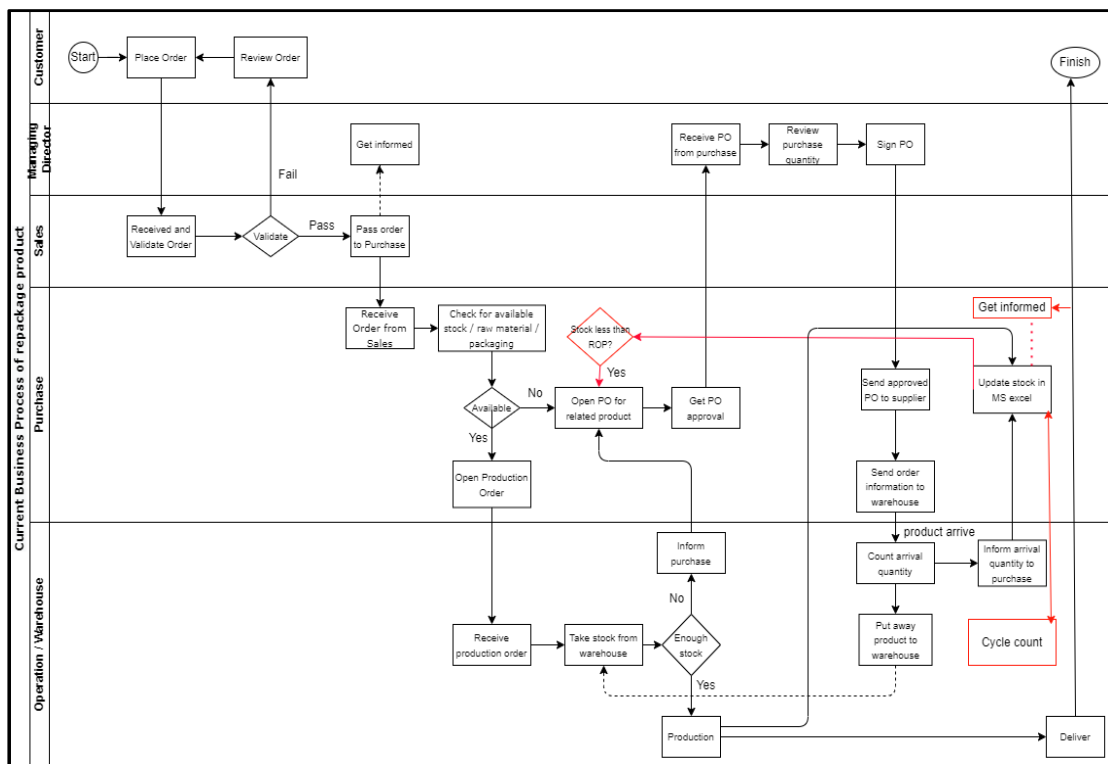 Current Business Process of repackage product
Customer
Start
Place Order
Review Order
Finish
Managing
Director
Get informed
Receive PO
from purchase
Review
purchase
quantity
Sign PO
Fail
Sales
Received and
Validate Order
Validate
Pass
Pass order
to Purchase
Purchase
Receive
Order from
Sales
Check for available
stock / raw material /
packaging
Stock less than
ROP?
Get informed
Yes
Available
No
Open PO for
related product
Get PO
approval
Send approved
PO to supplier
Update stock in
MS excel
Yes
Open Production
Order
Send order
information to
warehouse
Operation / Warehouse
product arrive
Inform
purchase
Count arrival
quantity
Inform arrival
quantity to
purchase
No
Receive
production order
Take stock from
warehouse
Enough
stock
Put away
product to
warehouse
Cycle count
Yes
Production
Deliver